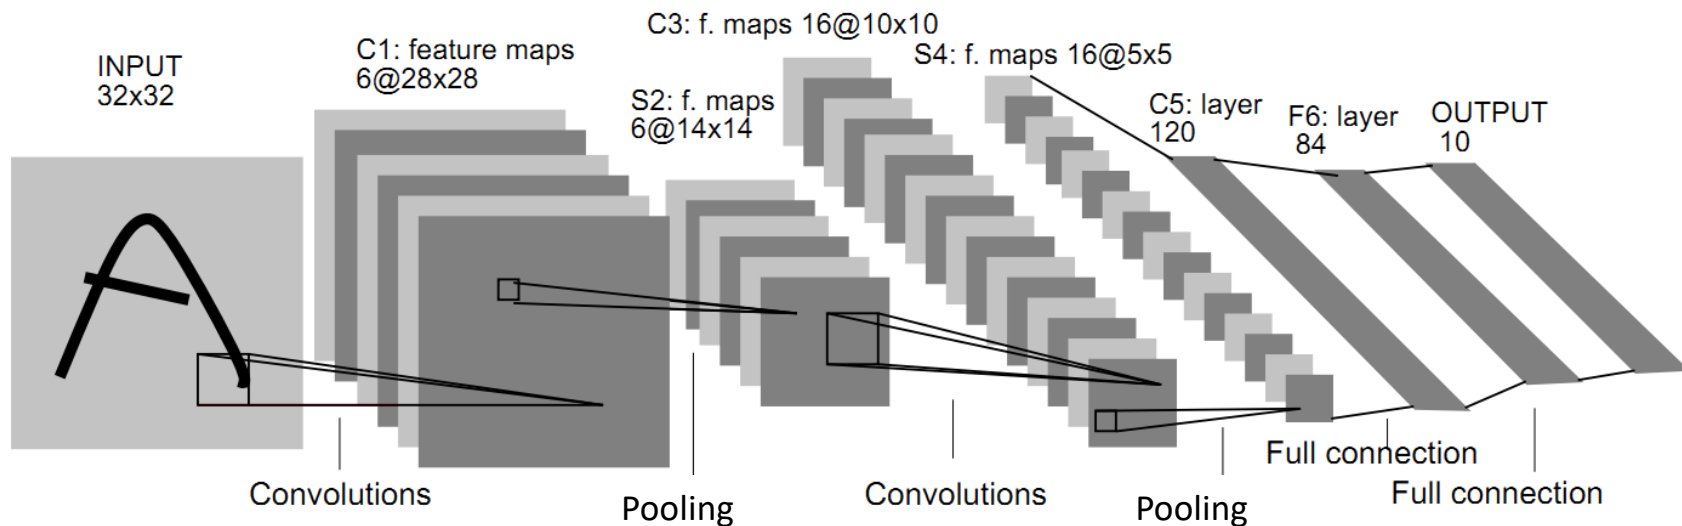 INPUT
32x32
C1: feature maps
6@28x28
S2: f. maps
6@14x14
C3: f. maps 16@10x10
S4: f. maps 16@5x5
C5: layer
120
F6: layer
84
OUTPUT
10
Convolutions
Pooling
Convolutions
Pooling
Full connection
Full connection